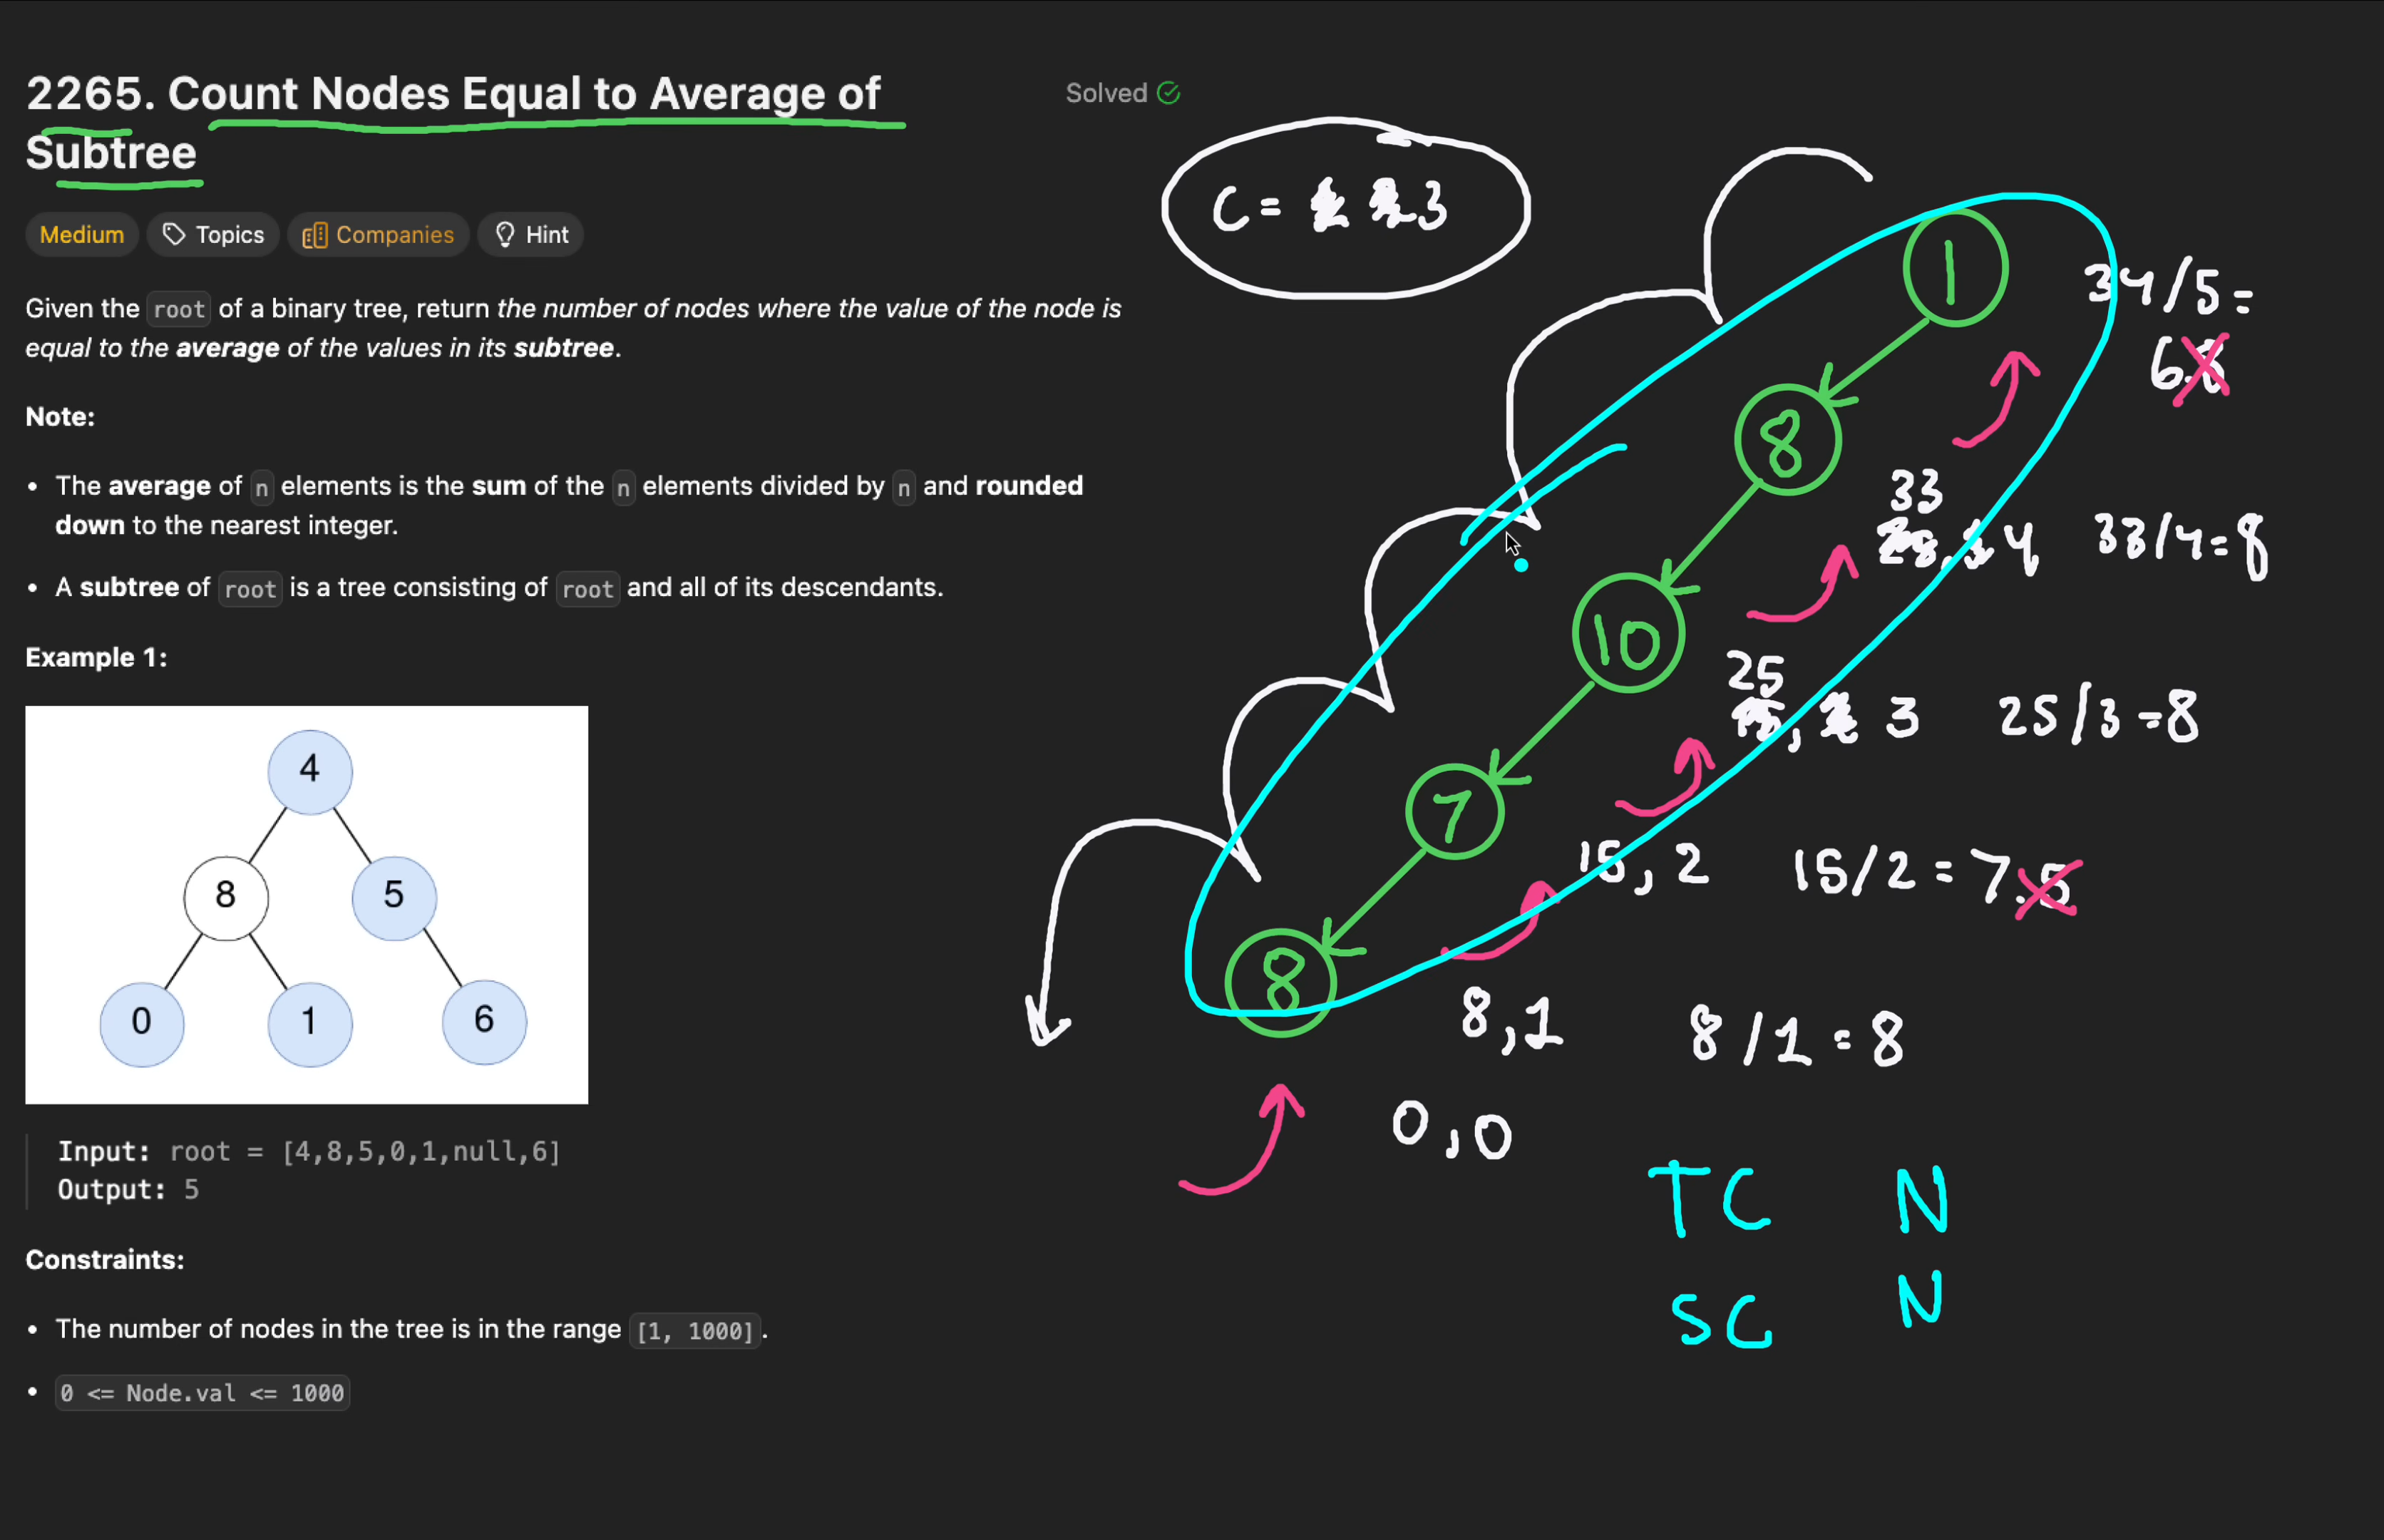 2265. Count Nodes Equal to Average of
Subtree
Solved
Medium
Topics
Companies
Hint
Given the root of a binary tree, return the number of nodes where the value of the node is
equal to the average of the values in its subtree.
Note:
• The average of n elements is the sum of the n elements divided by n and rounded
down to the nearest integer.
• A subtree of root is a tree consisting of root and all of its descendants.
Example 1:
4
8
5
0
1
6
Input: root = [4,8,5,0,1,null,6]
Output: 5
Constraints:
• The number of nodes in the tree is in the range [1, 1000].
• 0 <= Node.val <= 1000
C = 3
1
34/5=
6.8
8
33
4
33/4=8
10
25
, 3
25/3=8
7
15, 2
15/2=7.5
8
8,1
8/1=8
0,0
TC N
SC N